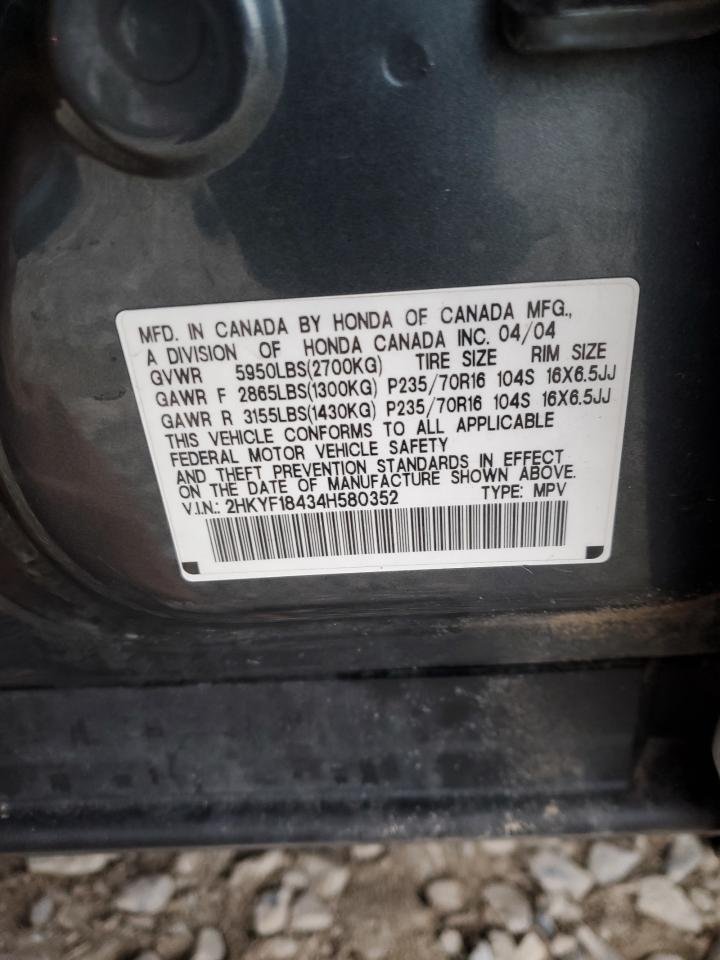 MFD. IN CANADA BY HONDA OF CANADA MFG.,
A DIVISION OF HONDA CANADA INC. 04/04
GVWR 5950LBS(2700KG) TIRE SIZE RIM SIZE
GAWR F 2865LBS(1300KG) P235/70R16 104S 16X6.5JJ
GAWR R 3155LBS(1430KG) P235/70R16 104S 16X6.5JJ
THIS VEHICLE CONFORMS TO ALL APPLICABLE
FEDERAL MOTOR VEHICLE SAFETY
AND THEFT PREVENTION STANDARDS IN EFFECT
ON THE DATE OF MANUFACTURE SHOWN ABOVE.
V.I.N.: 2HKYF18434H580352 TYPE: MPV